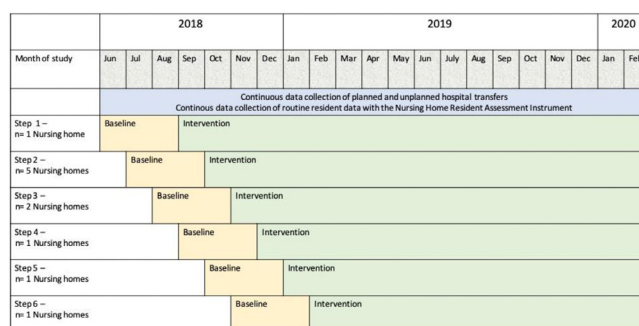 2018 2019 2020
Month of study Jun Jul Aug Sep Oct Nov Dec Jan Feb Mar Apr May Jun July Aug Sep Oct Nov Dec Jan
Continuous data collection of planned and unplanned hospital transfers
Continous data collection of routine resident data with the Nursing Home Resident Assessment Instrument
Step 1 – Baseline Intervention
n= 1 Nursing home
Step 2 – Baseline Intervention
n= 5 Nursing homes
Step 3 – Baseline Intervention
n= 2 Nursing homes
Step 4 – Baseline Intervention
n= 1 Nursing homes
Step 5 – Baseline Intervention
n= 1 Nursing homes
Step 6 – Baseline Intervention
n= 1 Nursing homes